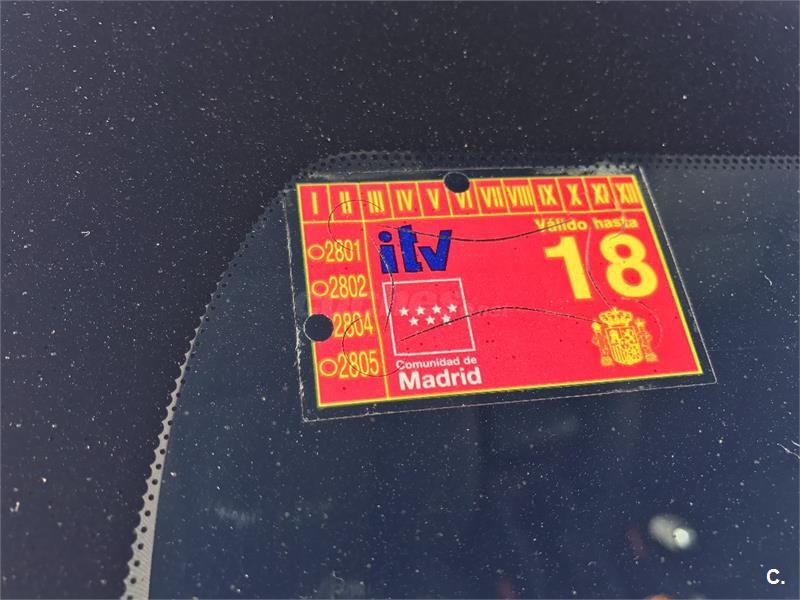 I II III IV V VI VII VIII IX X XI XII
Válido hasta
18
itv
2801
2802
2804
2805
Comunidad de
Madrid
C.